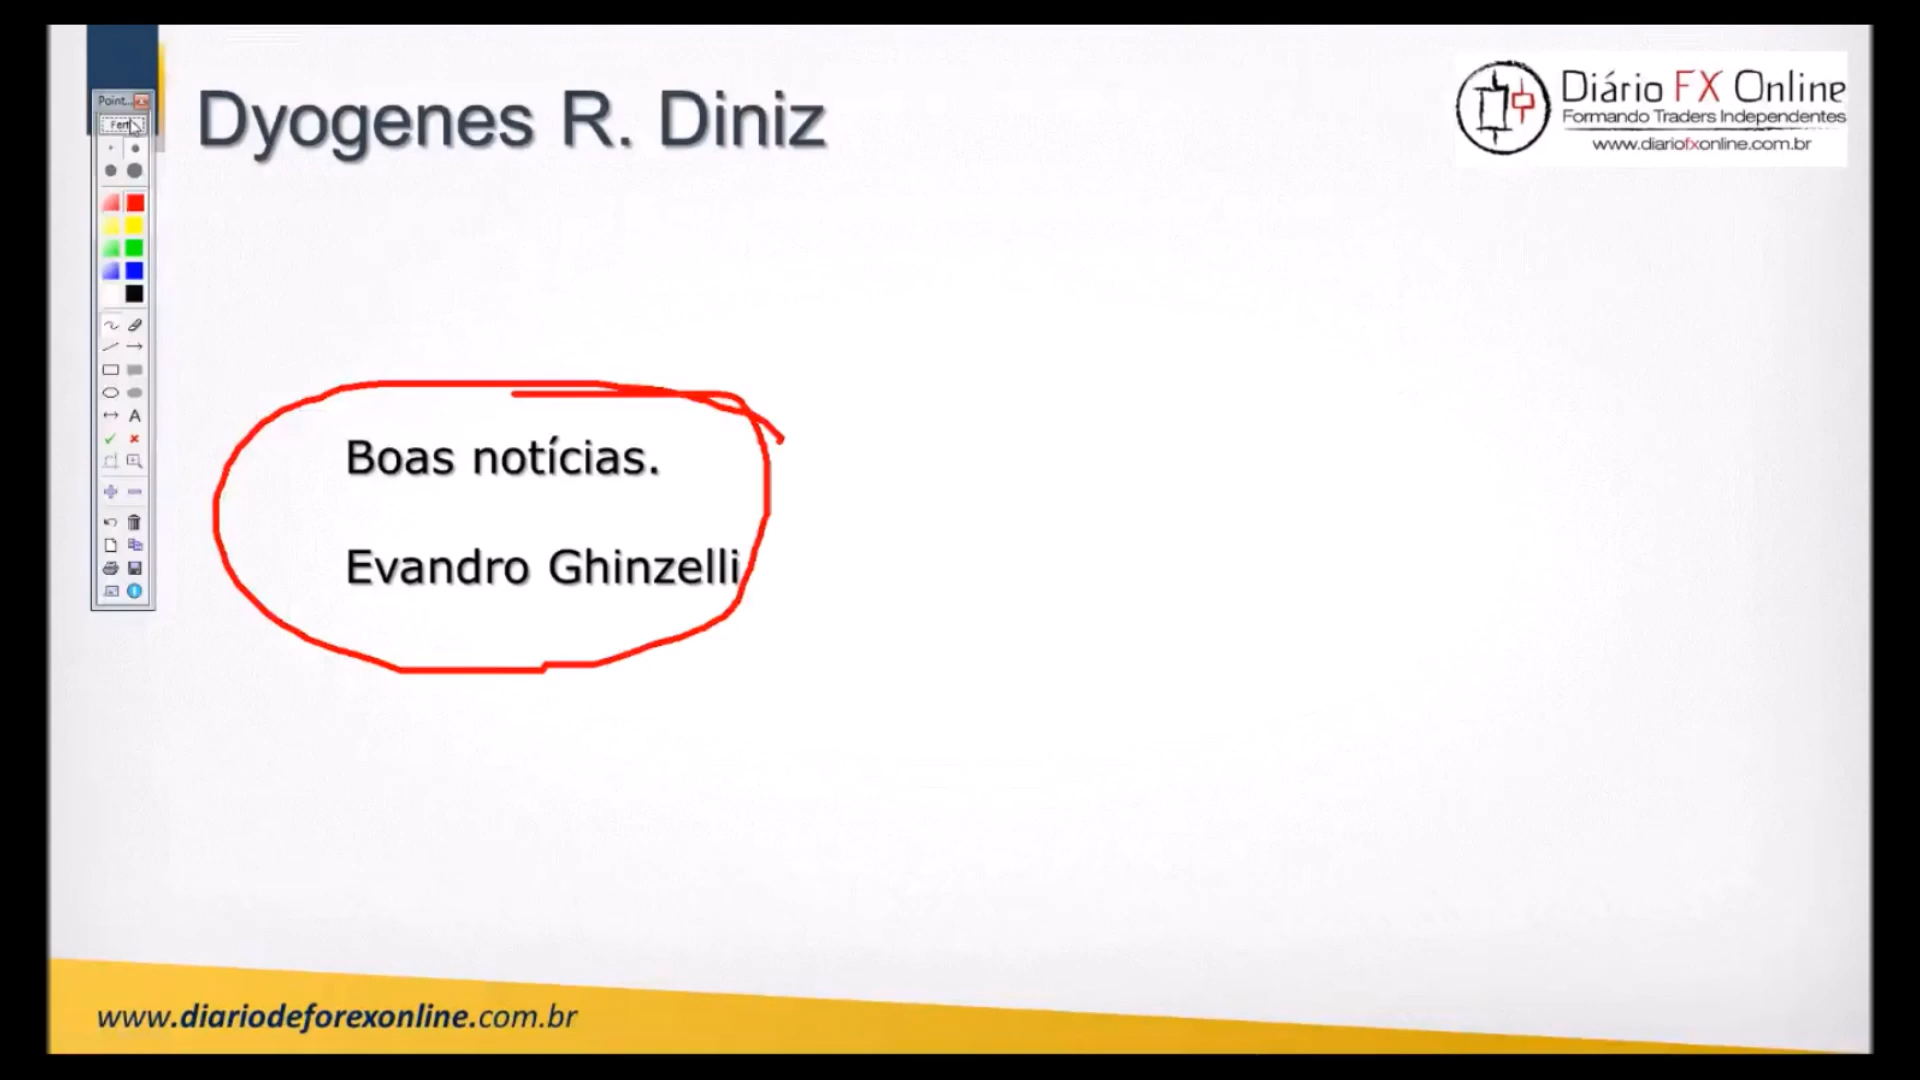 Point...
Dyogenes R. Diniz
Diário FX Online
Formando Traders Independentes
www.diariofxonline.com.br
Boas notícias.
Evandro Ghinzelli
www.diariodeforexonline.com.br